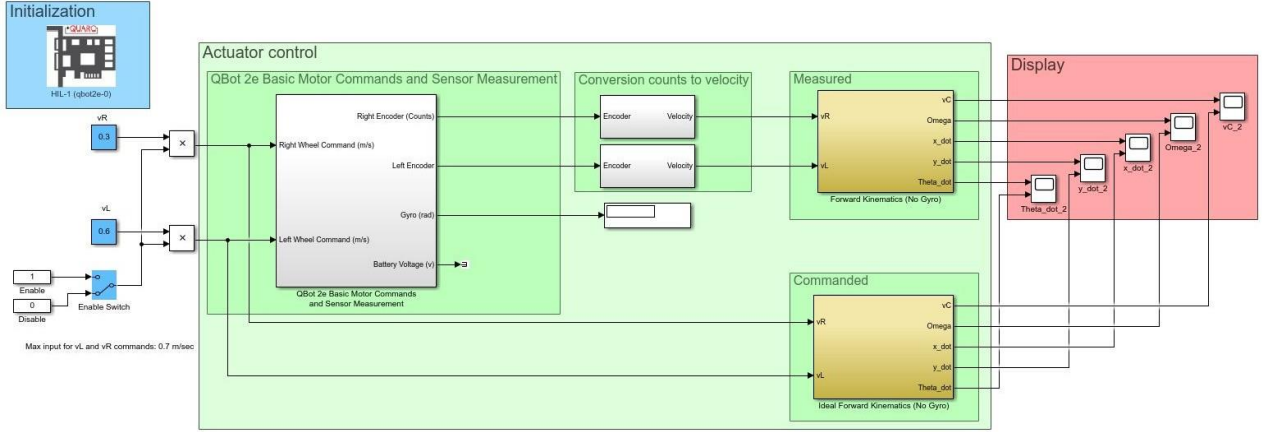 Initialization
QUARC
HIL-1 (qbot2e-0)
vR
0.3
×
vL
0.6
×
1
Enable
0
Disable
Enable Switch
Max input for vL and vR commands: 0.7 m/sec
Actuator control
QBot 2e Basic Motor Commands and Sensor Measurement
Right Encoder (Counts)
Right Wheel Command (m/s)
Left Encoder
Gyro (rad)
Left Wheel Command (m/s)
Battery Voltage (v)
QBot 2e Basic Motor Commands
and Sensor Measurement
Conversion counts to velocity
Encoder Velocity
Encoder Velocity
Measured
vR
vL
vC
Omega
x_dot
y_dot
Theta_dot
Forward Kinematics (No Gyro)
Commanded
vR
vL
vC
Omega
x_dot
y_dot
Theta_dot
Ideal Forward Kinematics (No Gyro)
Display
vC_2
Omega_2
x_dot_2
y_dot_2
Theta_dot_2